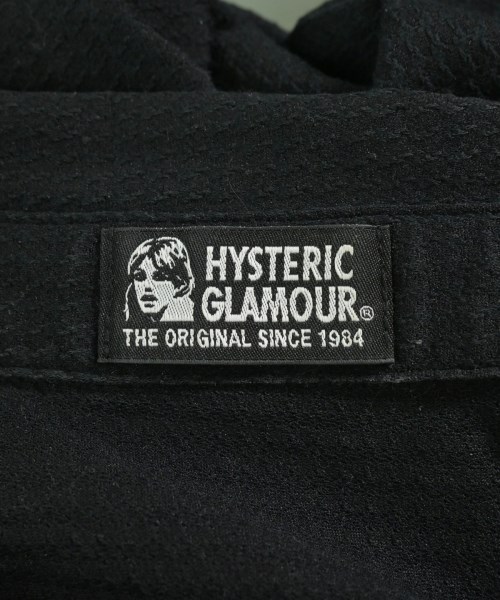 HYSTERIC
GLAMOUR®
THE ORIGINAL SINCE 1984